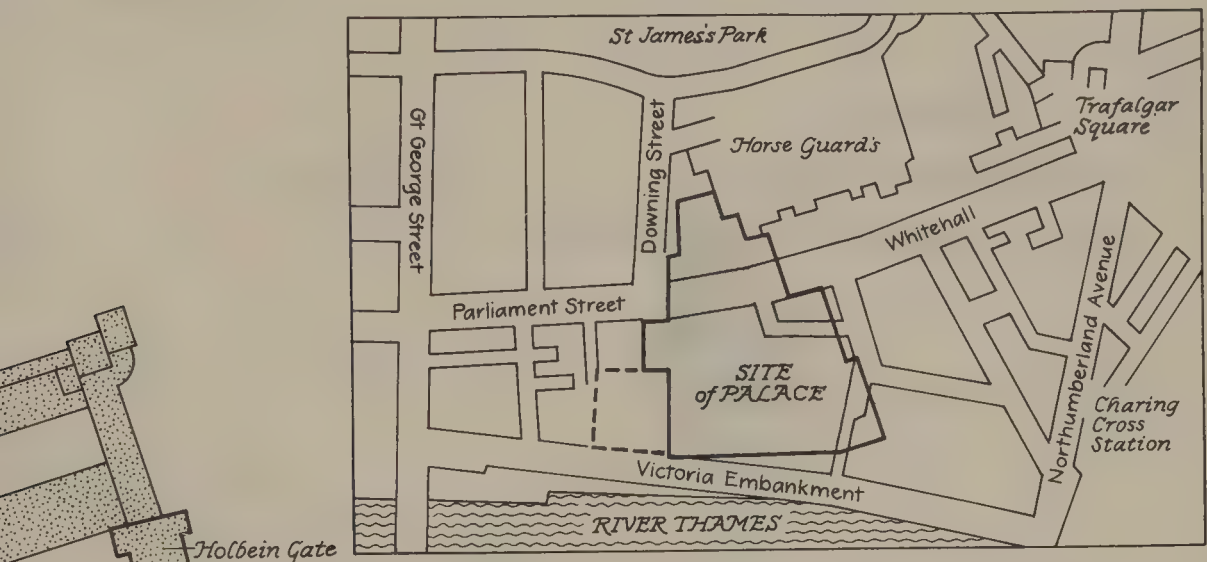 St James's Park
Trafalgar
Square
Gt George Street
Downing Street
Horse Guard's
Whitehall
Parliament Street
SITE
of PALACE
Northumberland Avenue
Charing
Cross
Station
Victoria Embankment
RIVER THAMES
Holbein Gate